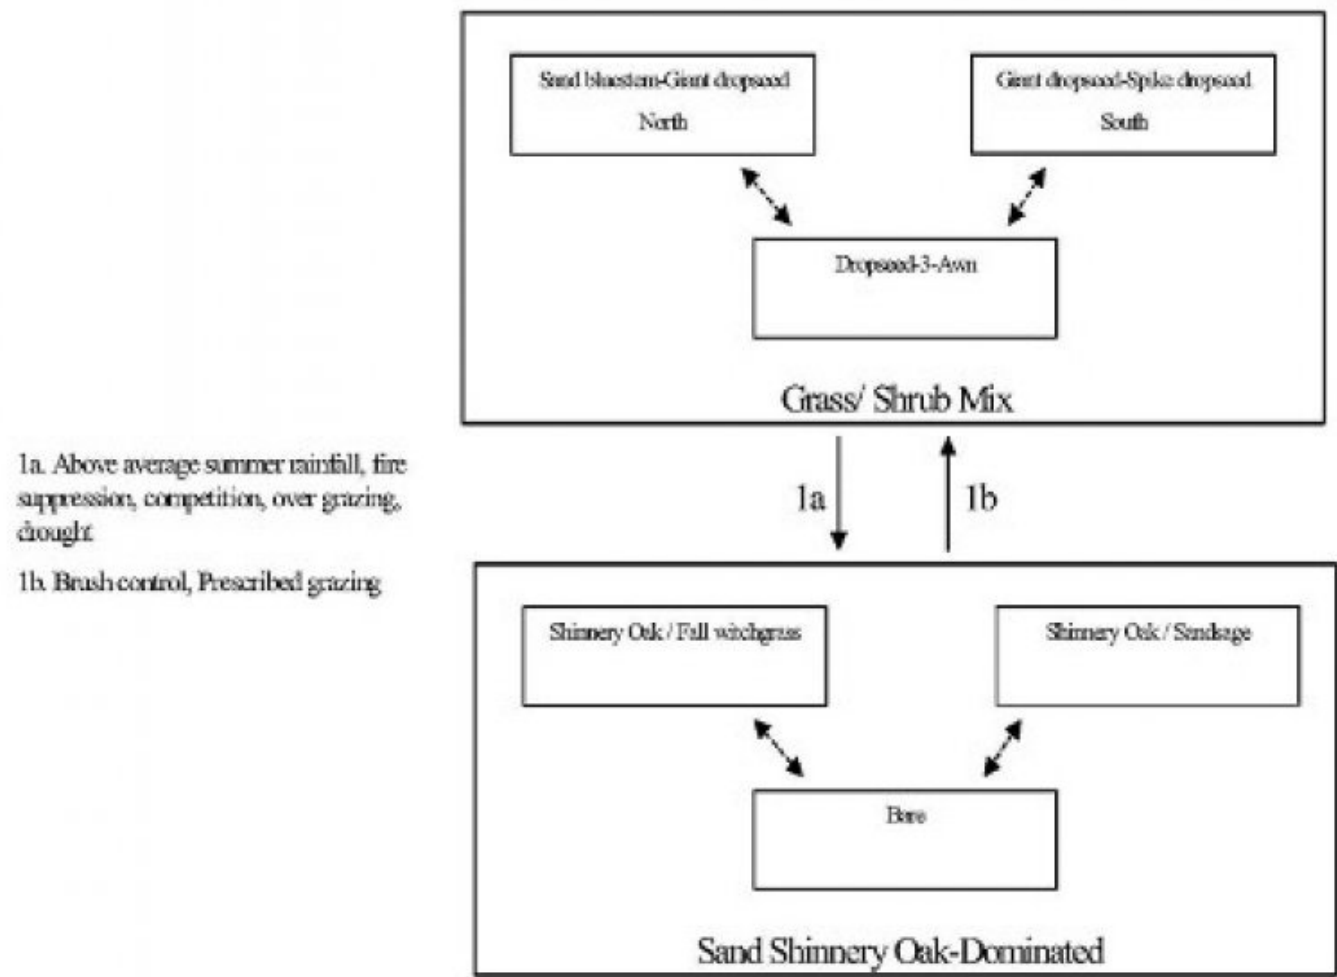 Sand bluestem-Giant dropseed
North
Giant dropseed-Spike dropseed
South
Dropseed-3-Awn
Grass/ Shrub Mix
1a. Above average summer rainfall, fire
suppression, competition, over grazing,
drought
1b. Brush control, Prescribed grazing
1a
1b
Shinnery Oak / Fall witchgrass
Shinnery Oak / Sandsage
Bare
Sand Shinnery Oak-Dominated